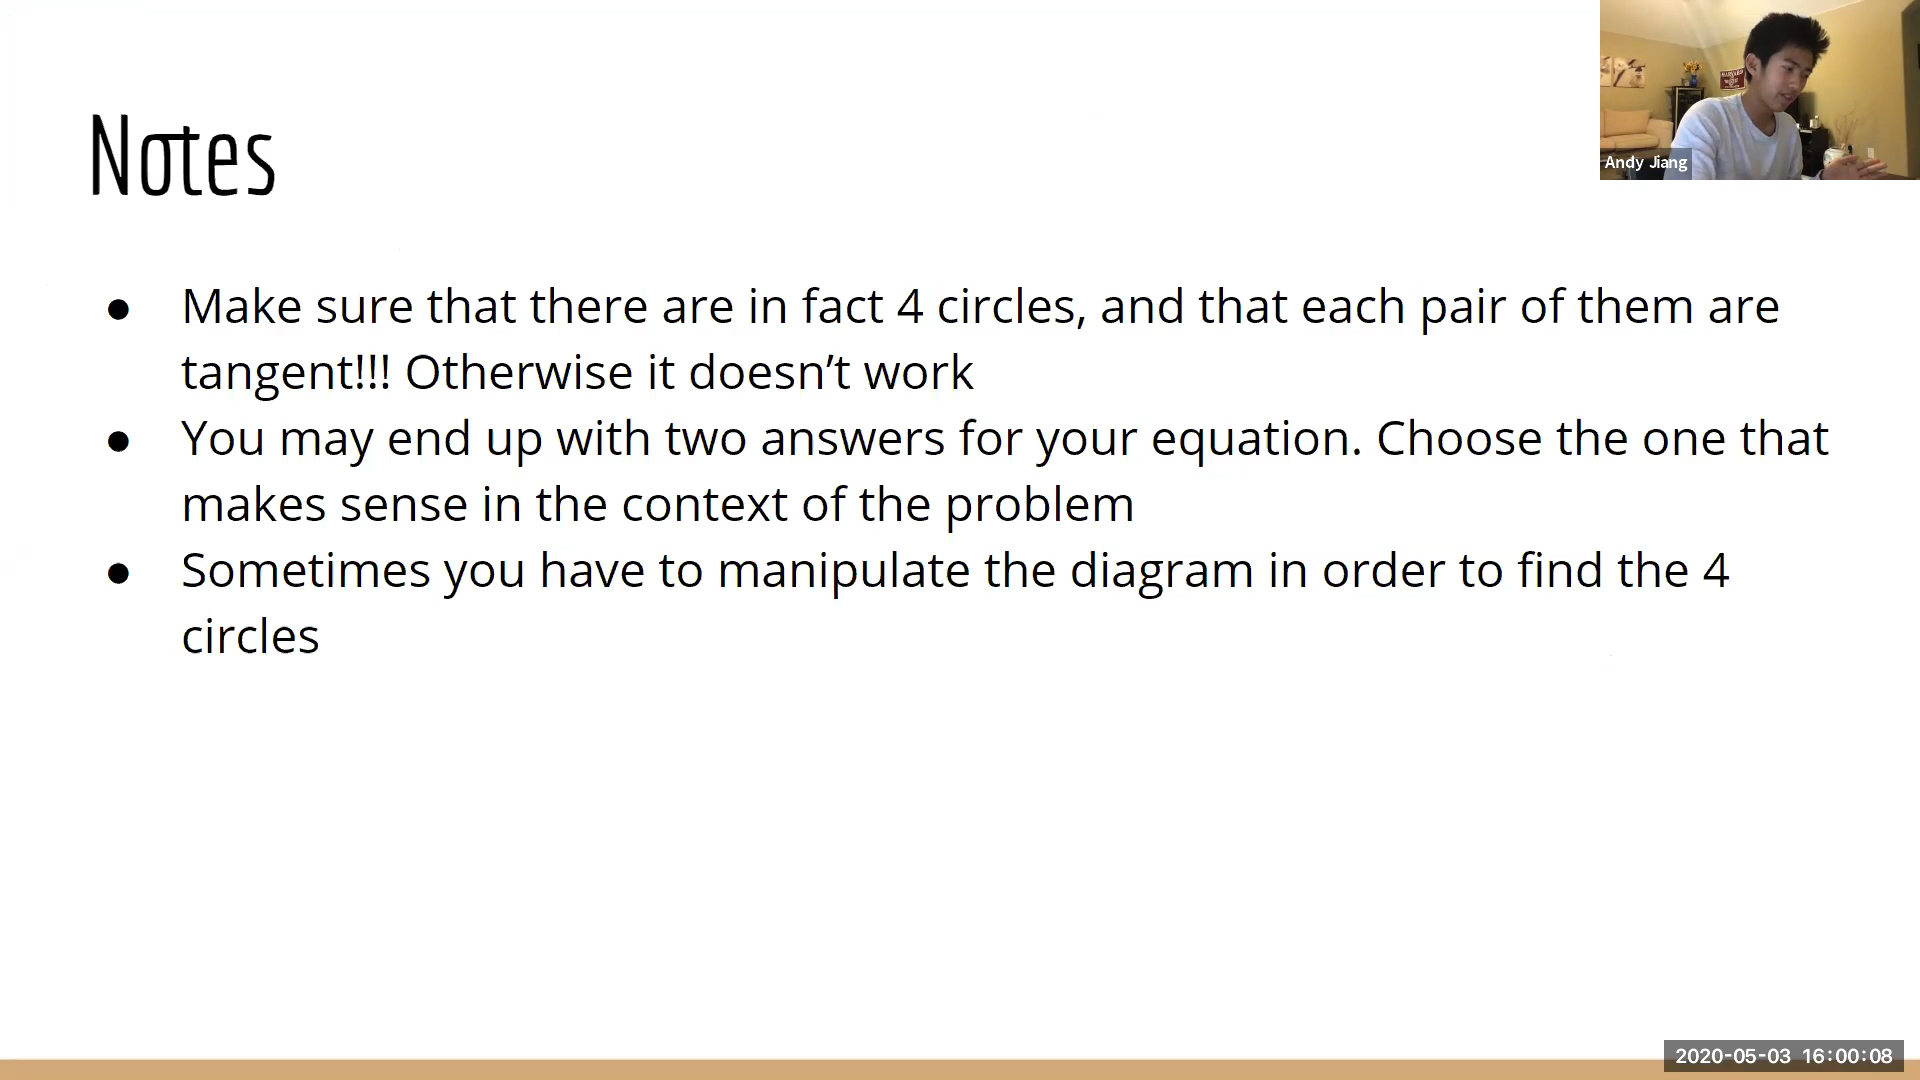 Notes
● Make sure that there are in fact 4 circles, and that each pair of them are
tangent!!! Otherwise it doesn’t work
● You may end up with two answers for your equation. Choose the one that
makes sense in the context of the problem
● Sometimes you have to manipulate the diagram in order to find the 4
circles
Andy Jiang
2020-05-03 16:00:08